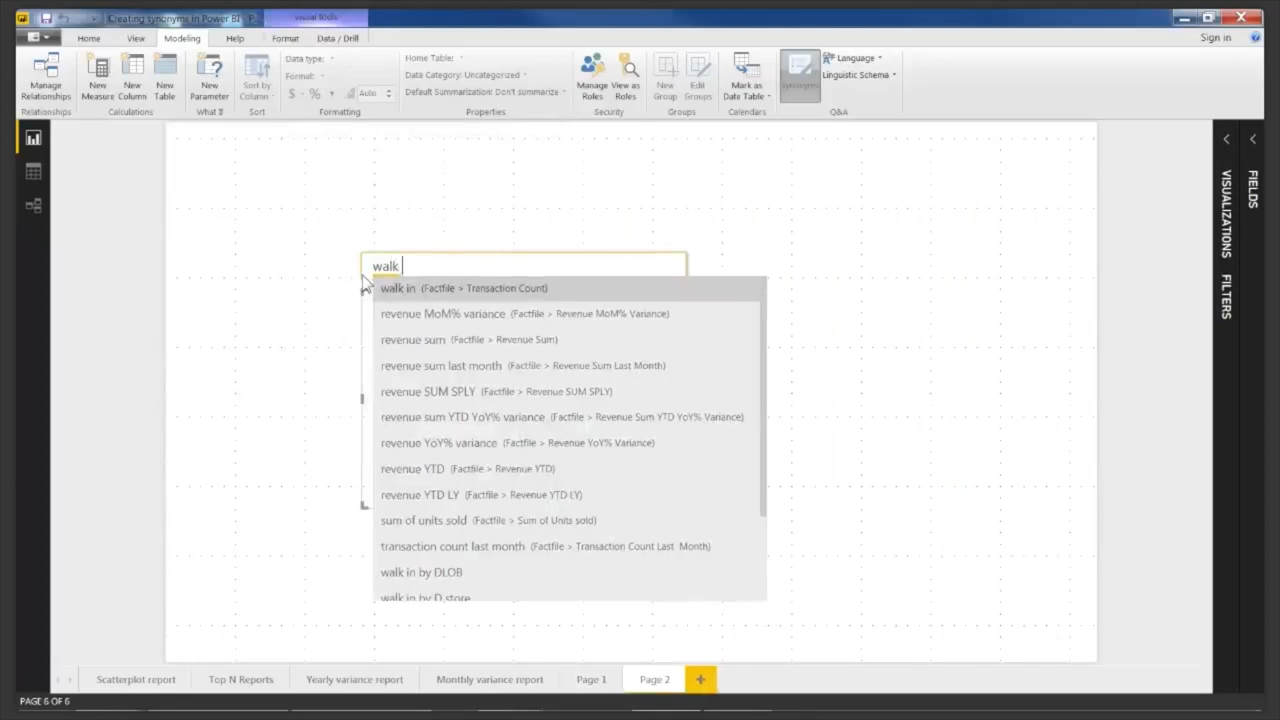 Creating synonyms in Power BI - Po
visual Tools
Home View Modeling Help Format Data / Drill
Sign in
Manage Relationships
Relationships
New Measure
New Column
New Table
Calculations
New Parameter
What If
Sort by Column
Sort
Data type:
Format:
$ % , Auto
Formatting
Home Table:
Data Category: Uncategorized
Default Summarization: Don't summarize
Properties
Manage Roles
View as Roles
Security
New Group
Edit Groups
Groups
Mark as Date Table
Calendars
Synonyms
Language
Linguistic Schema
Q&A
VISUALIZATIONS
FILTERS
FIELDS
walk
walk in (Factfile > Transaction Count)
revenue MoM% variance (Factfile > Revenue MoM% Variance)
revenue sum (Factfile > Revenue Sum)
revenue sum last month (Factfile > Revenue Sum Last Month)
revenue SUM SPLY (Factfile > Revenue SUM SPLY)
revenue sum YTD YoY% variance (Factfile > Revenue Sum YTD YoY% Variance)
revenue YoY% variance (Factfile > Revenue YoY% Variance)
revenue YTD (Factfile > Revenue YTD)
revenue YTD LY (Factfile > Revenue YTD LY)
sum of units sold (Factfile > Sum of Units sold)
transaction count last month (Factfile > Transaction Count Last Month)
walk in by DLOB
walk in by D store
Scatterplot report Top N Reports Yearly variance report Monthly variance report Page 1 Page 2 +
PAGE 6 OF 6